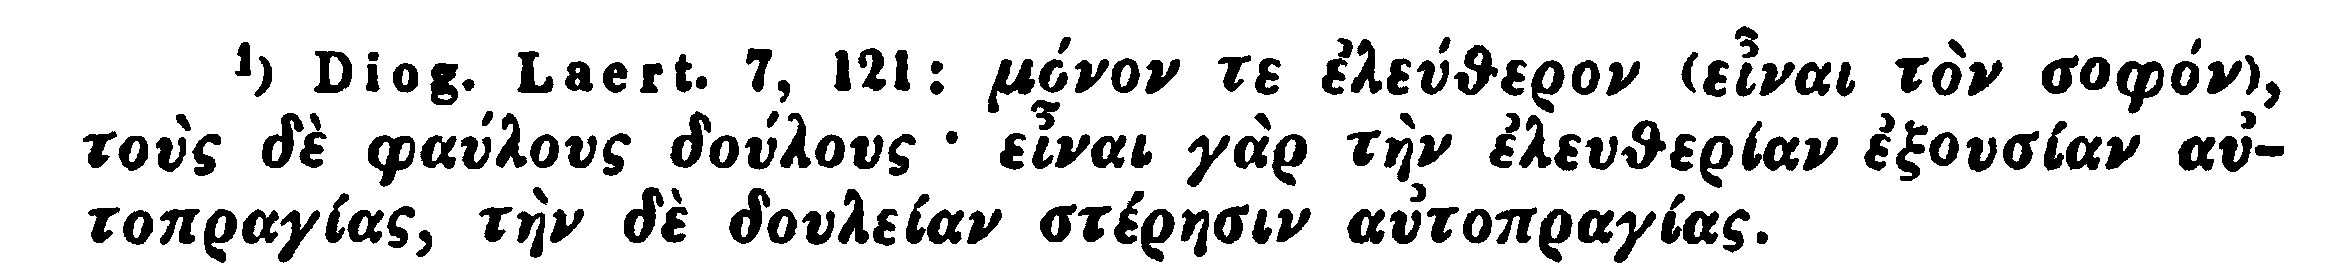 ¹) Diog. Laert. 7, 121: μόνον τε ἐλεύθερον (εἶναι τὸν σοφόν),
τοὺς δὲ φαύλους δούλους · εἶναι γὰρ τὴν ἐλευθερίαν ἐξουσίαν αὐ-
τοπραγίας, τὴν δὲ δουλείαν στέρησιν αὐτοπραγίας.